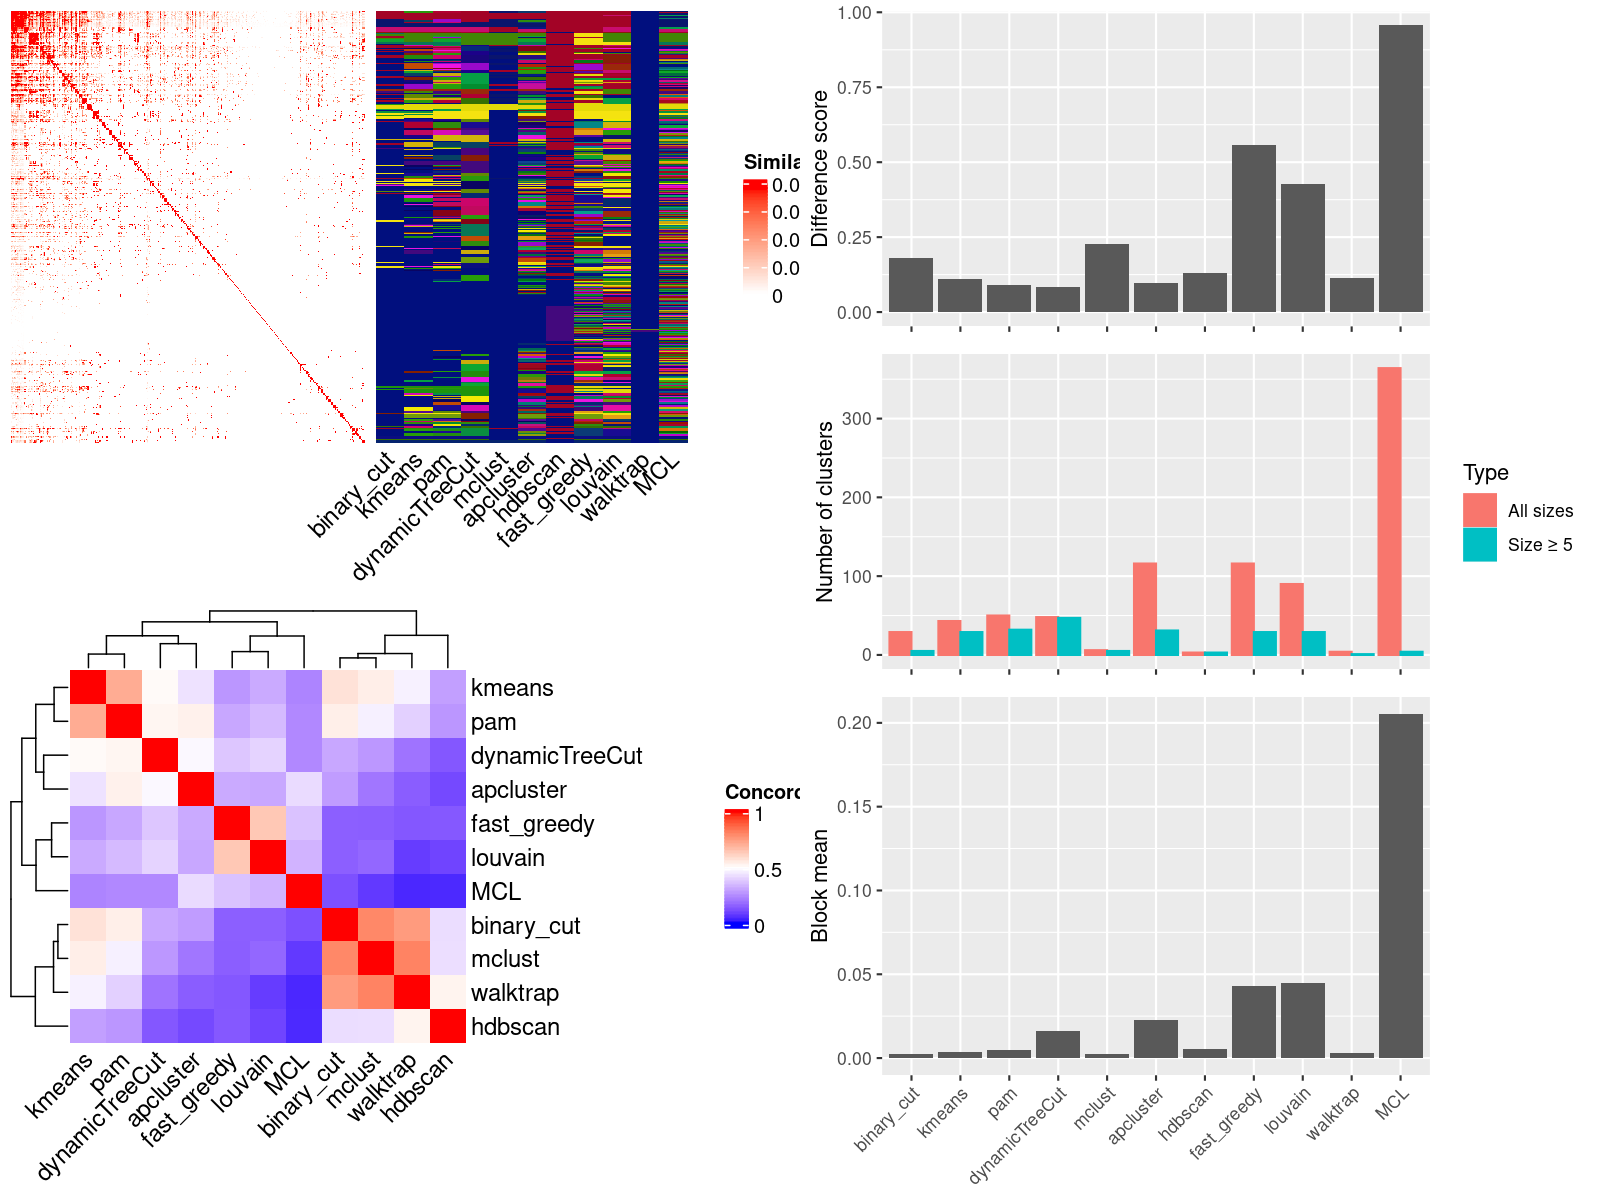 Simila
0.0
0.0
0.0
0.0
0
binary_cut
kmeans
pam
dynamicTreeCut
mclust
apcluster
hdbscan
fast_greedy
louvain
walktrap
MCL
kmeans
pam
dynamicTreeCut
apcluster
fast_greedy
louvain
MCL
binary_cut
mclust
walktrap
hdbscan
kmeans
pam
dynamicTreeCut
apcluster
fast_greedy
louvain
MCL
binary_cut
mclust
walktrap
hdbscan
Concord
1
0.5
0
Difference score
1.00
0.75
0.50
0.25
0.00
Number of clusters
300
200
100
0
Type
All sizes
Size ≥ 5
Block mean
0.20
0.15
0.10
0.05
0.00
binary_cut
kmeans
pam
dynamicTreeCut
mclust
apcluster
hdbscan
fast_greedy
louvain
walktrap
MCL